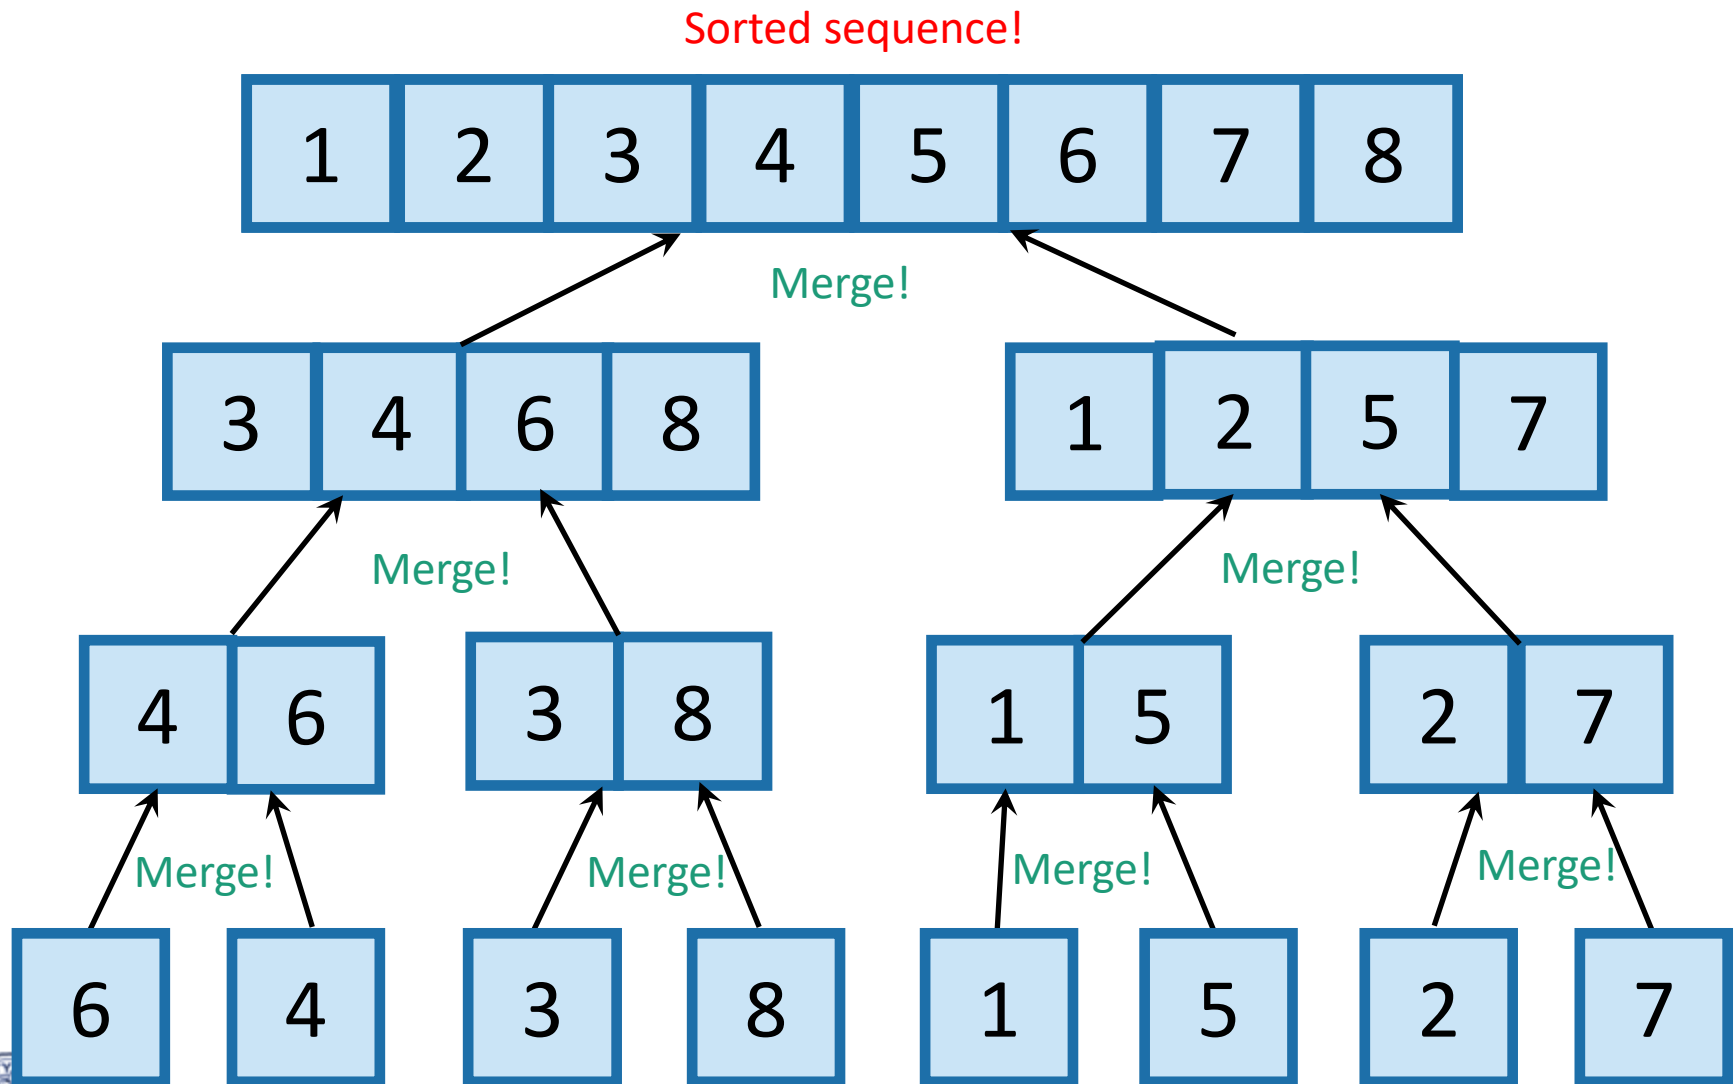 Sorted sequence!
1 2 3 4 5 6 7 8
Merge!
3 4 6 8 1 2 5 7
Merge! Merge!
4 6 3 8 1 5 2 7
Merge! Merge! Merge! Merge!
6 4 3 8 1 5 2 7